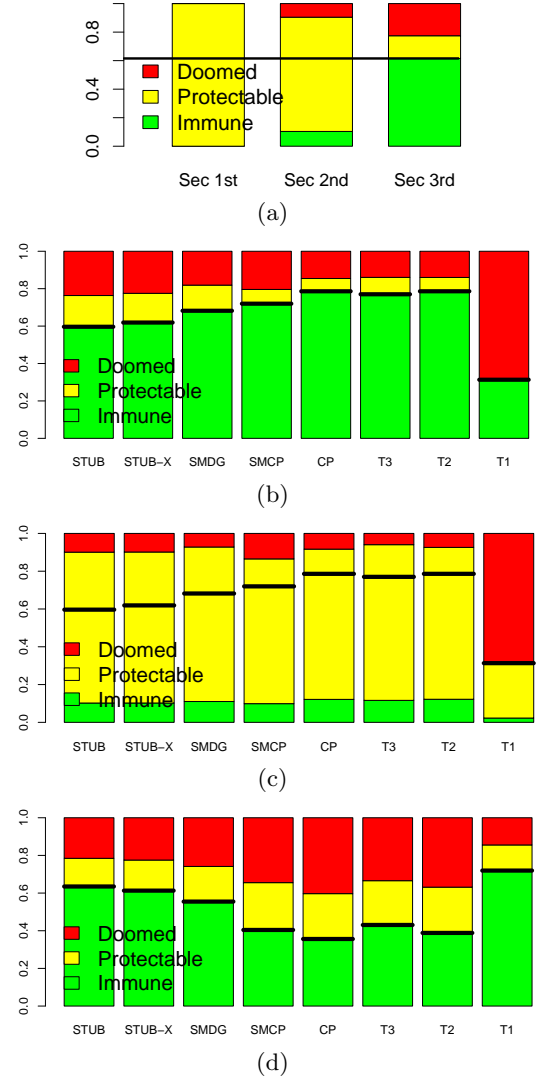 0.8
0.4
0.0
Doomed
Protectable
Immune
Sec 1st Sec 2nd Sec 3rd
(a)
1.0
0.8
0.6
0.4
0.2
0.0
Doomed
Protectable
Immune
STUB STUB−X SMDG SMCP CP T3 T2 T1
(b)
1.0
0.8
0.6
0.4
0.2
0.0
Doomed
Protectable
Immune
STUB STUB−X SMDG SMCP CP T3 T2 T1
(c)
1.0
0.8
0.6
0.4
0.2
0.0
Doomed
Protectable
Immune
STUB STUB−X SMDG SMCP CP T3 T2 T1
(d)